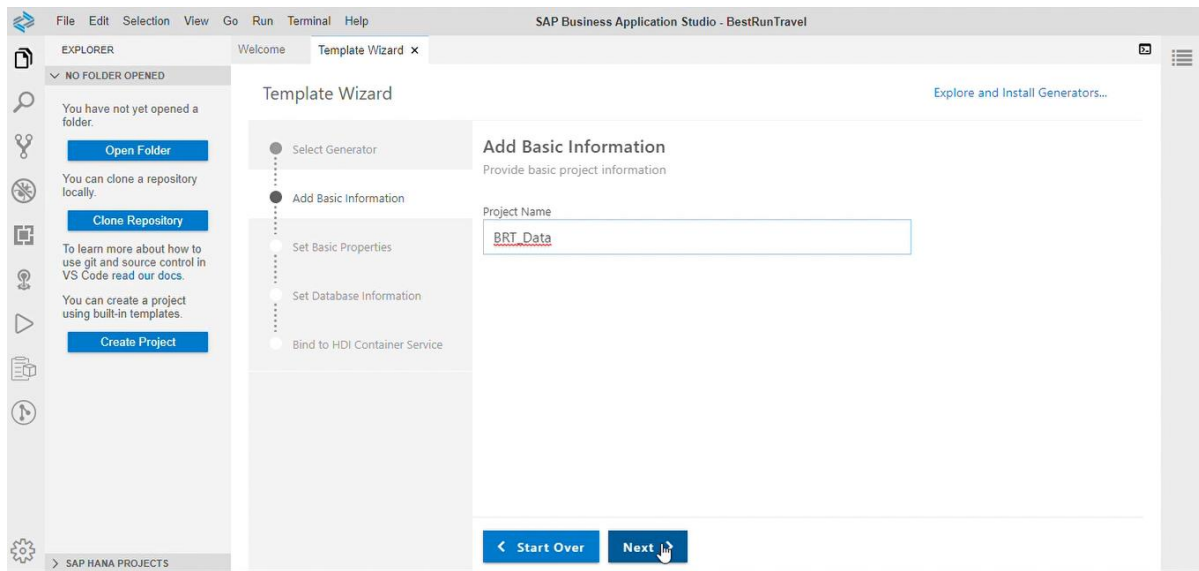 File Edit Selection View Go Run Terminal Help
SAP Business Application Studio - BestRunTravel
EXPLORER
NO FOLDER OPENED
You have not yet opened a
folder.
Open Folder
You can clone a repository
locally.
Clone Repository
To learn more about how to
use git and source control in
VS Code read our docs.
You can create a project
using built-in templates.
Create Project
SAP HANA PROJECTS
Welcome
Template Wizard
Template Wizard
Explore and Install Generators...
Select Generator
Add Basic Information
Set Basic Properties
Set Database Information
Bind to HDI Container Service
Add Basic Information
Provide basic project information
Project Name
BRT_Data
Start Over
Next